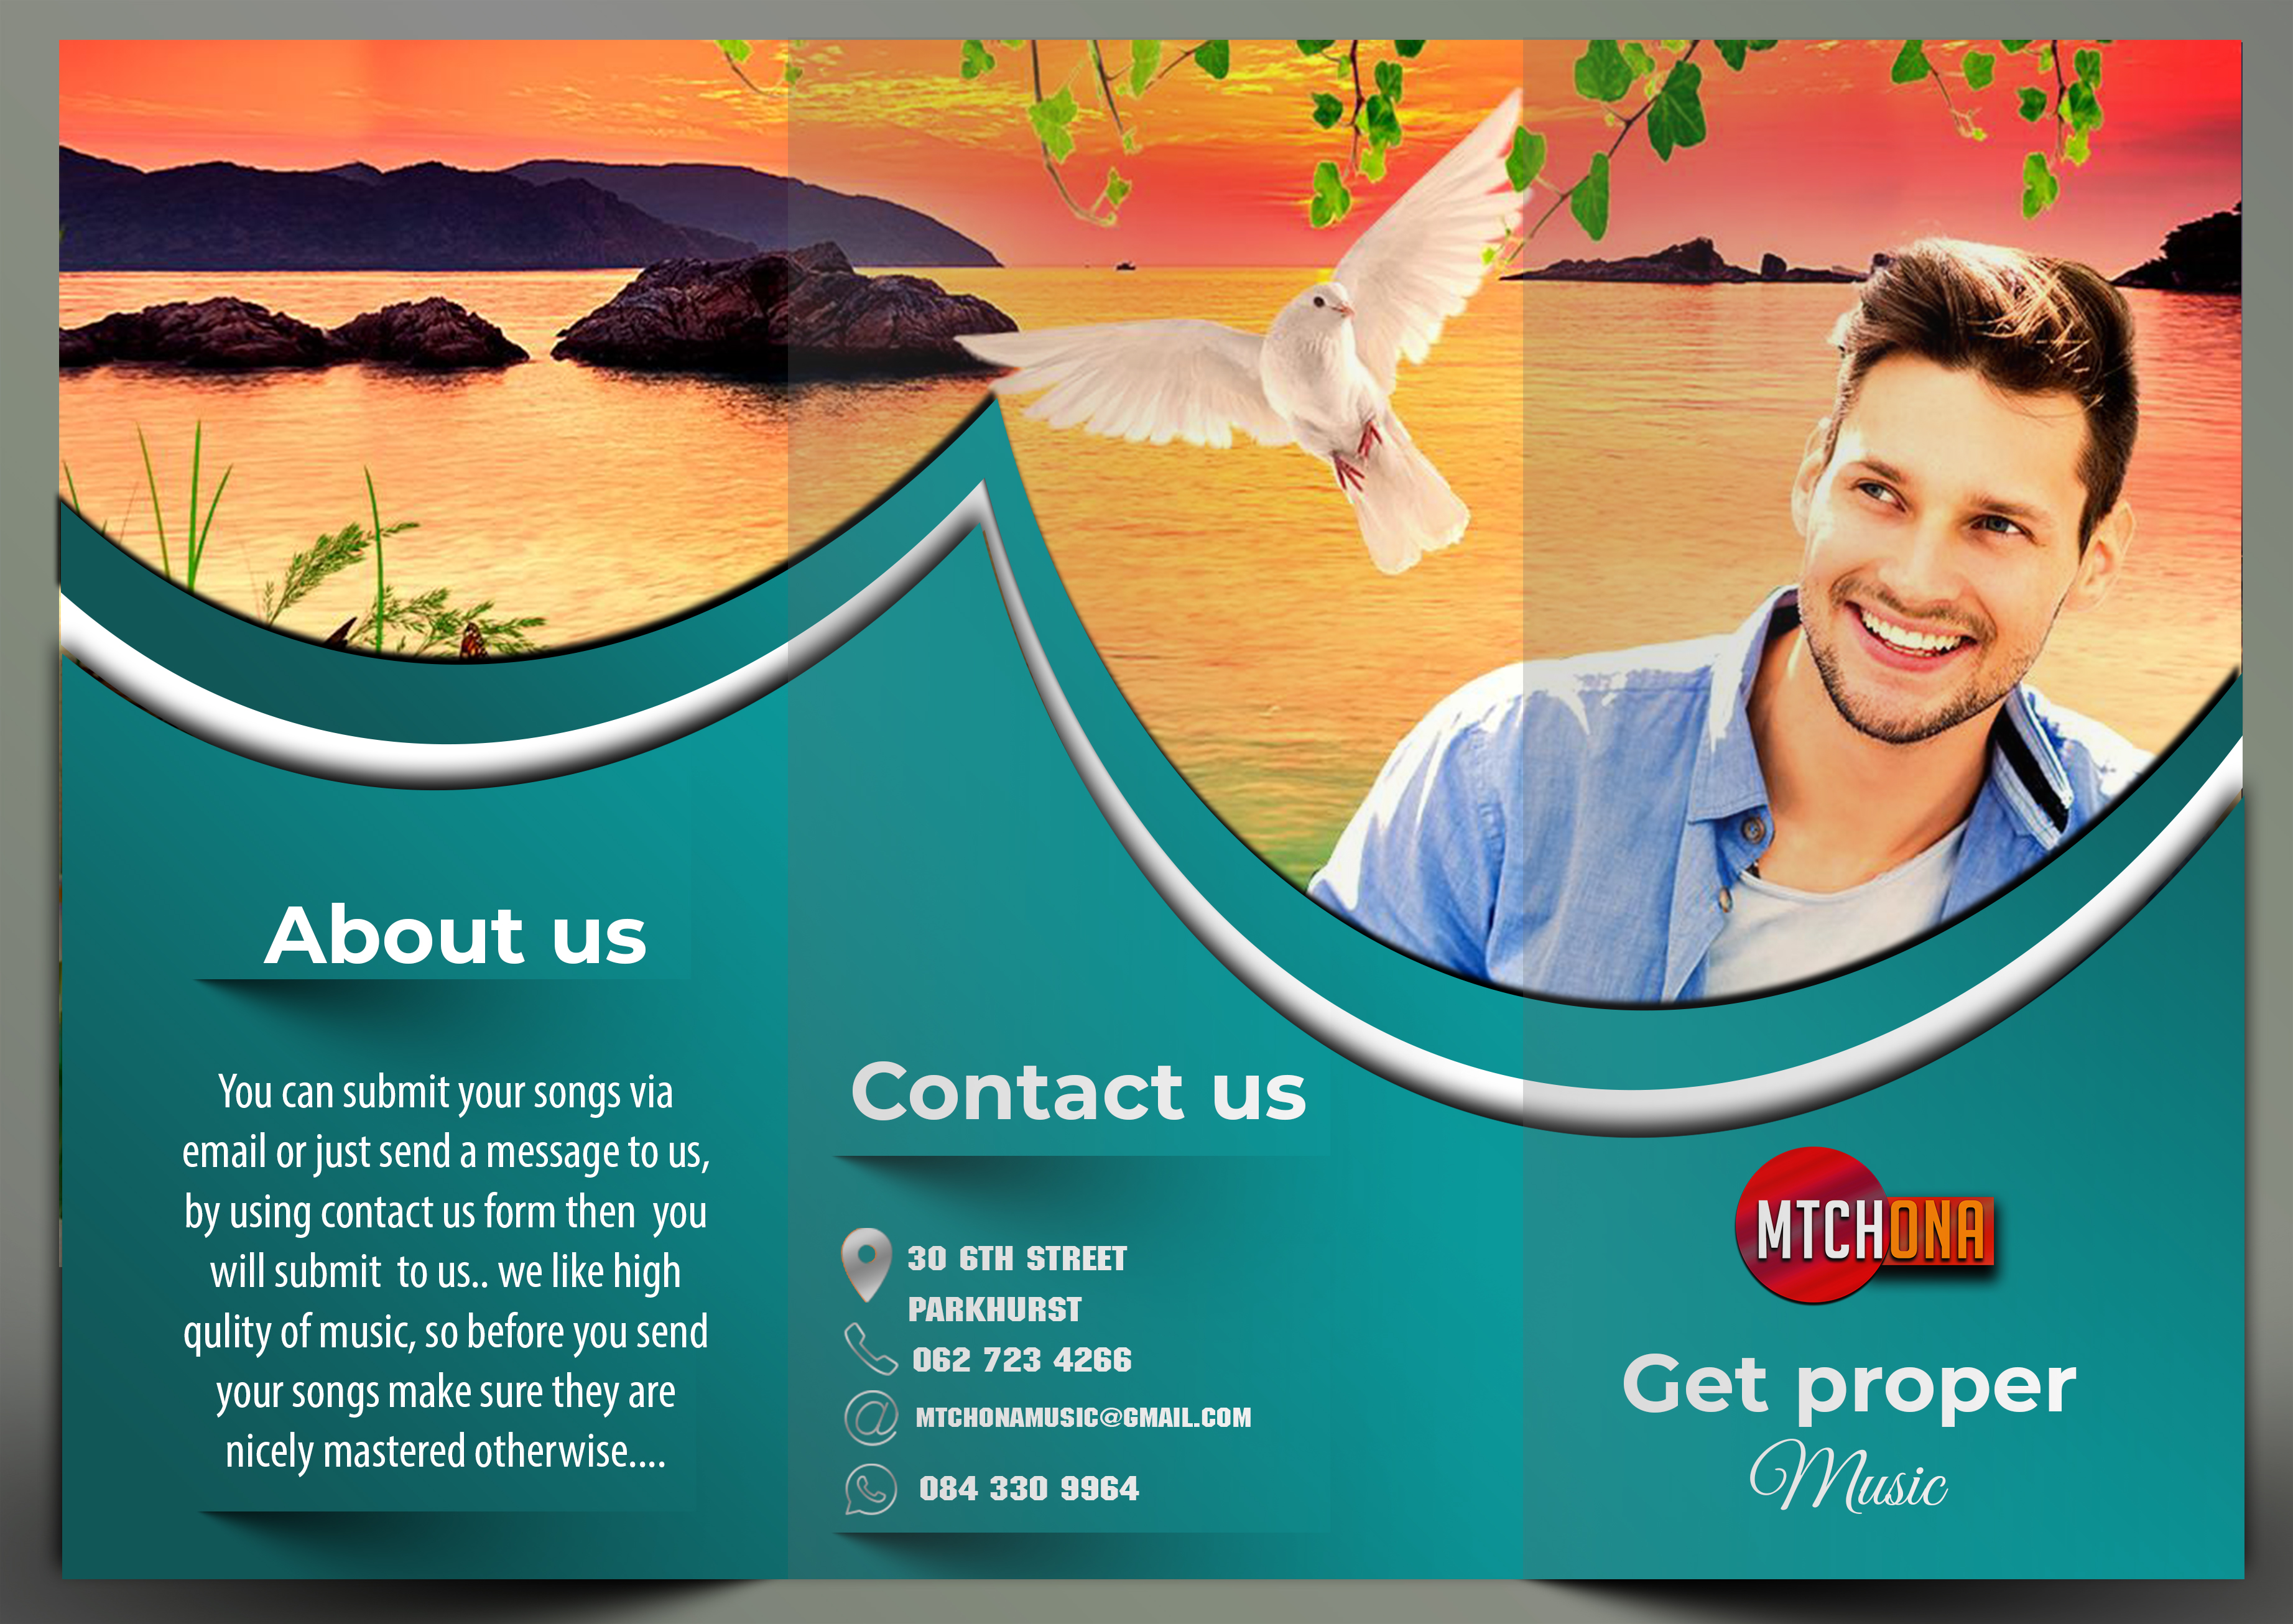 About us
You can submit your songs via
email or just send a message to us,
by using contact us form then  you
will submit  to us.. we like high
qulity of music, so before you send
your songs make sure they are
nicely mastered otherwise....
Contact us
30 6TH STREET
PARKHURST
062 723 4266
MTCHONAMUSIC@GMAIL.COM
084 330 9964
MTCHONA
Get proper
Music